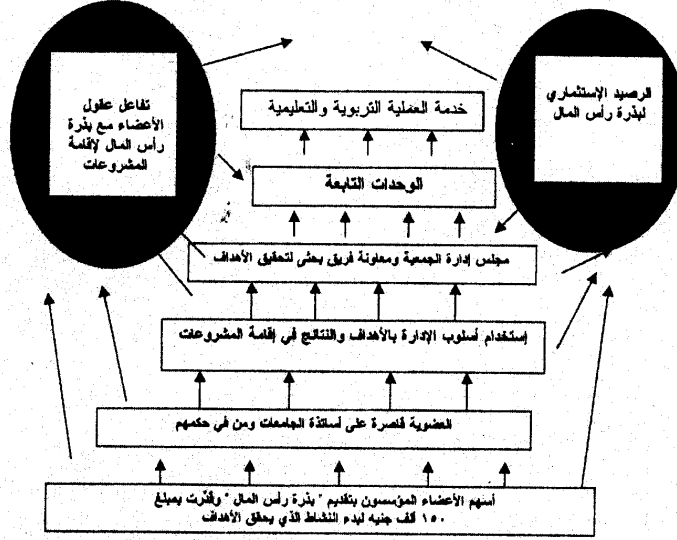 الرصيد الإستثماري
لبذرة رأس المال
تفاعل عقول
الأعضاء مع بذرة
رأس المال لإقامة
المشروعات
خدمة العملية التربوية والتعليمية
الوحدات التابعة
مجلس إدارة الجمعية ومعاونة فريق بحثى لتحقيق الأهداف
إستخدام أسلوب الإدارة بالأهداف والنتائج في إقامة المشروعات
العضوية قاصرة على أساتذة الجامعات ومن في حكمهم
أسهم الأعضاء المؤسسون بتقديم " بذرة رأس المال " وقُدّرت بمبلغ
١٥٠ ألف جنيه لبدء النشاط الذي يحقق الأهداف